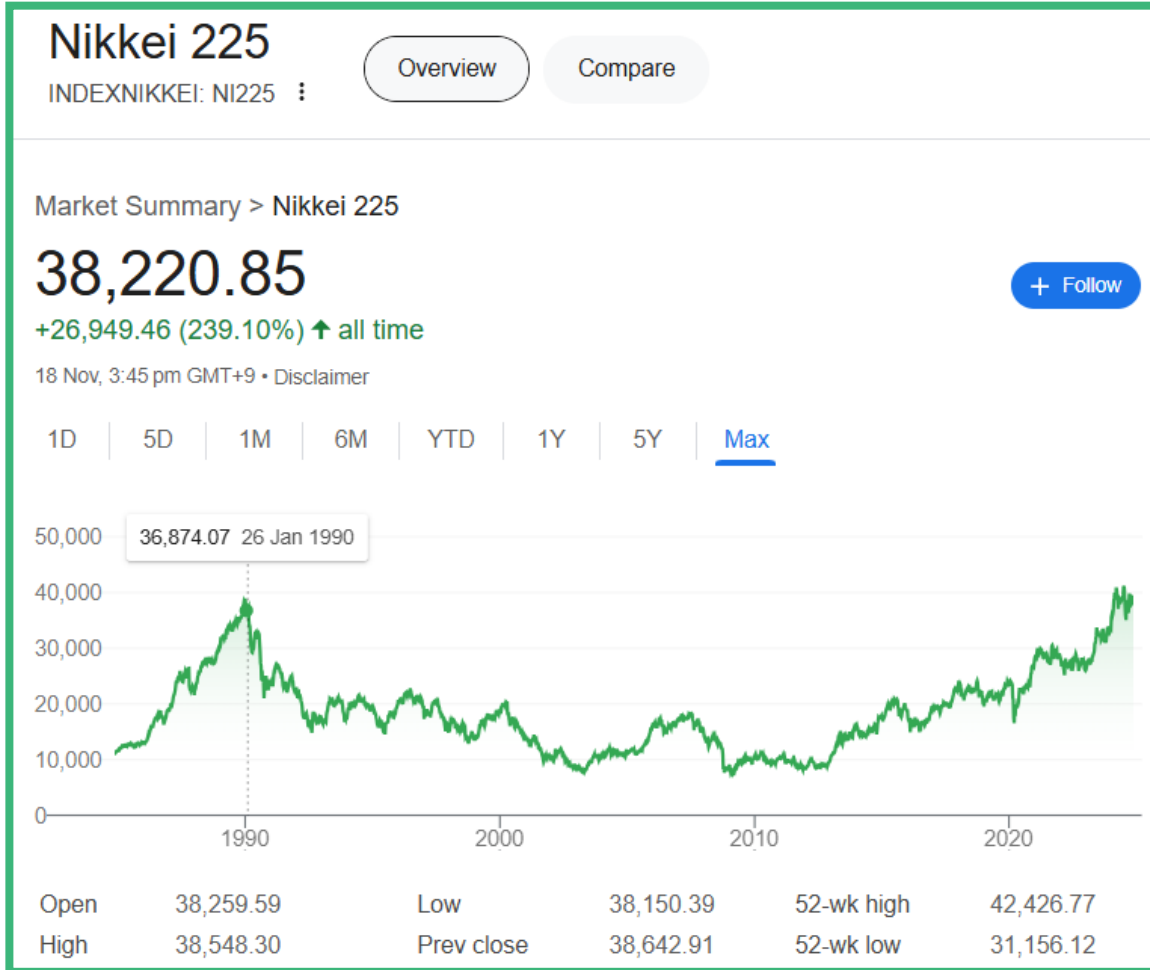 Nikkei 225
INDEXNIKKEI: NI225
Overview
Compare
Market Summary > Nikkei 225
38,220.85
+ Follow
+26,949.46 (239.10%) ↑ all time
18 Nov, 3:45 pm GMT+9 • Disclaimer
1D 5D 1M 6M YTD 1Y 5Y Max
50,000
36,874.07 26 Jan 1990
40,000
30,000
20,000
10,000
0
1990 2000 2010 2020
Open 38,259.59 Low 38,150.39 52-wk high 42,426.77
High 38,548.30 Prev close 38,642.91 52-wk low 31,156.12